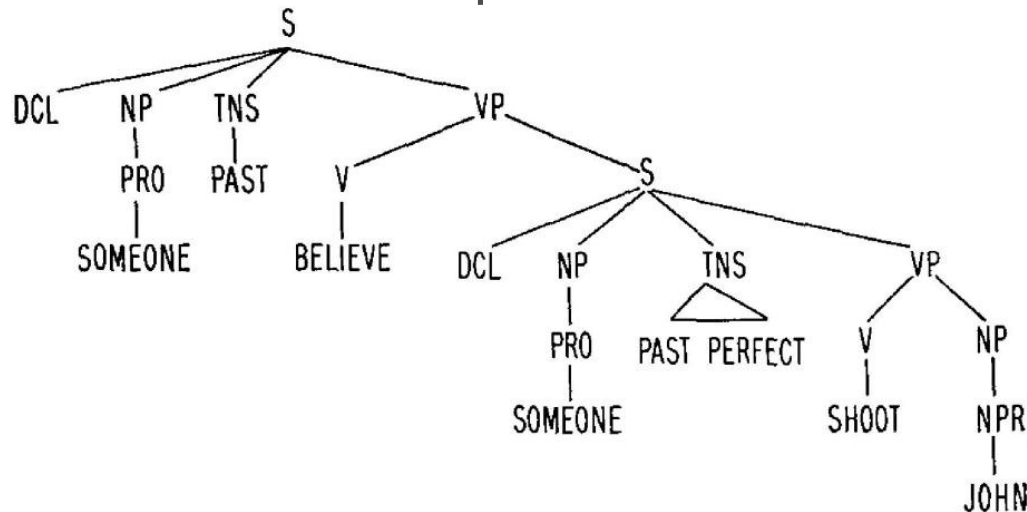 S
DCL NP TNS VP
PRO PAST V S
SOMEONE BELIEVE DCL NP TNS VP
PRO PAST PERFECT V NP
SOMEONE SHOOT NPR
JOHN